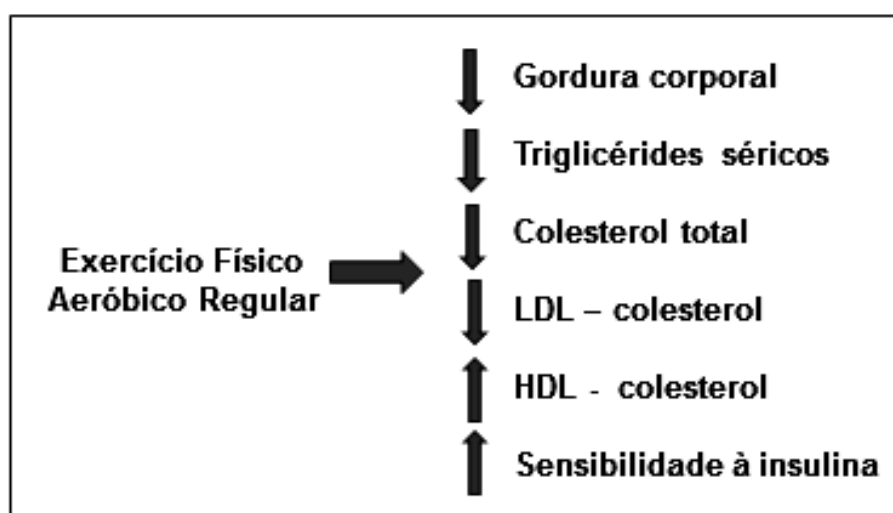 Exercício Físico
Aeróbico Regular
Gordura corporal
Triglicérides séricos
Colesterol total
LDL – colesterol
HDL - colesterol
Sensibilidade à insulina